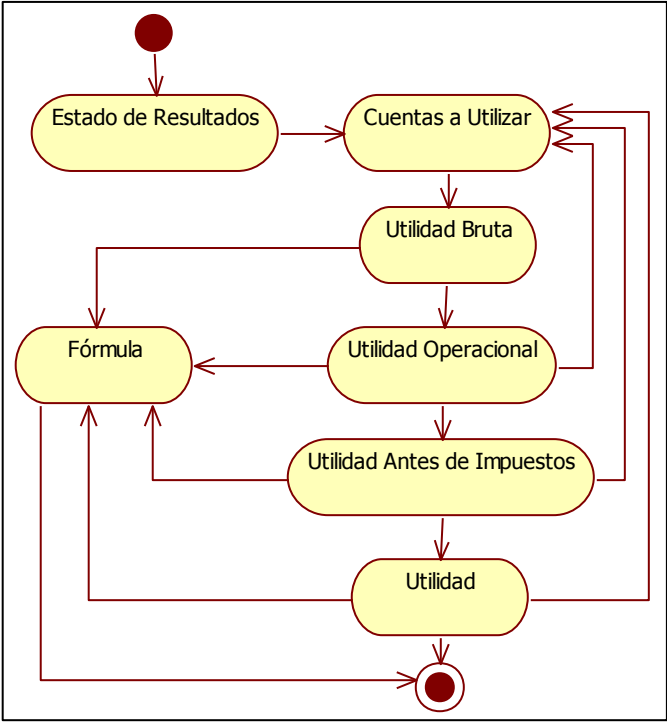 Estado de Resultados
Cuentas a Utilizar
Utilidad Bruta
Fórmula
Utilidad Operacional
Utilidad Antes de Impuestos
Utilidad